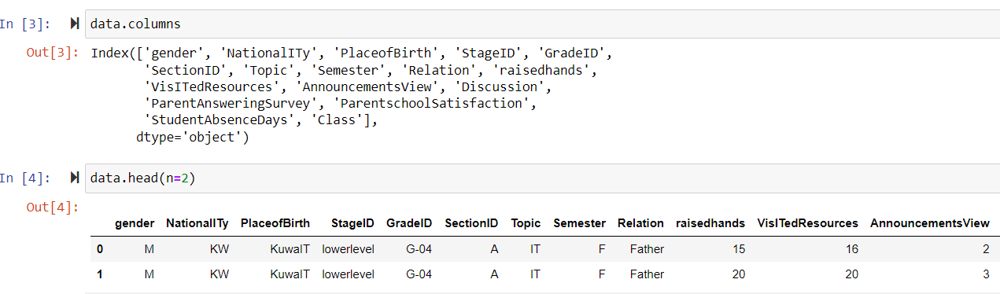 In [3]: data.columns
Out[3]: Index(['gender', 'NationalITy', 'PlaceofBirth', 'StageID', 'GradeID',
'SectionID', 'Topic', 'Semester', 'Relation', 'raisedhands',
'VisITedResources', 'AnnouncementsView', 'Discussion',
'ParentAnsweringSurvey', 'ParentschoolSatisfaction',
'StudentAbsenceDays', 'Class'],
dtype='object')
In [4]: data.head(n=2)
Out[4]:
gender NationalITy PlaceofBirth StageID GradeID SectionID Topic Semester Relation raisedhands VisITedResources AnnouncementsView
0 M KW KuwaIT lowerlevel G-04 A IT F Father 15 16 2
1 M KW KuwaIT lowerlevel G-04 A IT F Father 20 20 3